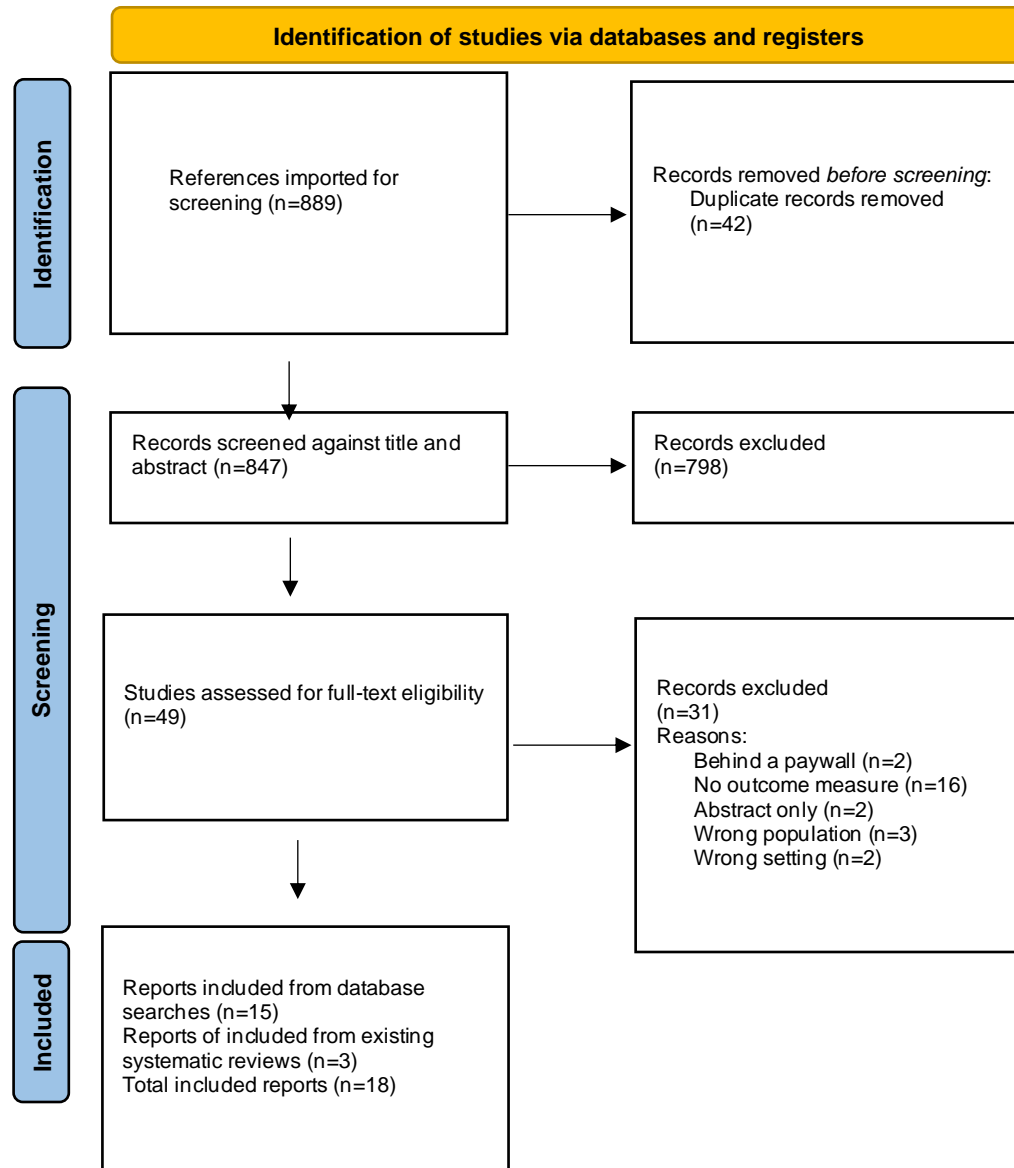 Identification of studies via databases and registers
Identification
References imported for
screening (n=889)
Records removed before screening:
Duplicate records removed
(n=42)
Screening
Records screened against title and
abstract (n=847)
Records excluded
(n=798)
Studies assessed for full-text eligibility
(n=49)
Records excluded
(n=31)
Reasons:
Behind a paywall (n=2)
No outcome measure (n=16)
Abstract only (n=2)
Wrong population (n=3)
Wrong setting (n=2)
Included
Reports included from database
searches (n=15)
Reports of included from existing
systematic reviews (n=3)
Total included reports (n=18)